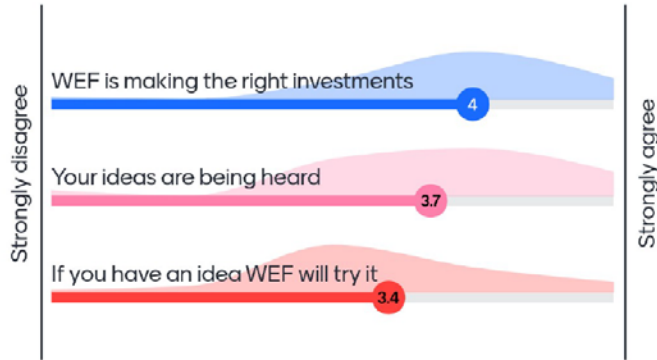 Strongly disagree
WEF is making the right investments
4
Your ideas are being heard
3.7
If you have an idea WEF will try it
3.4
Strongly agree